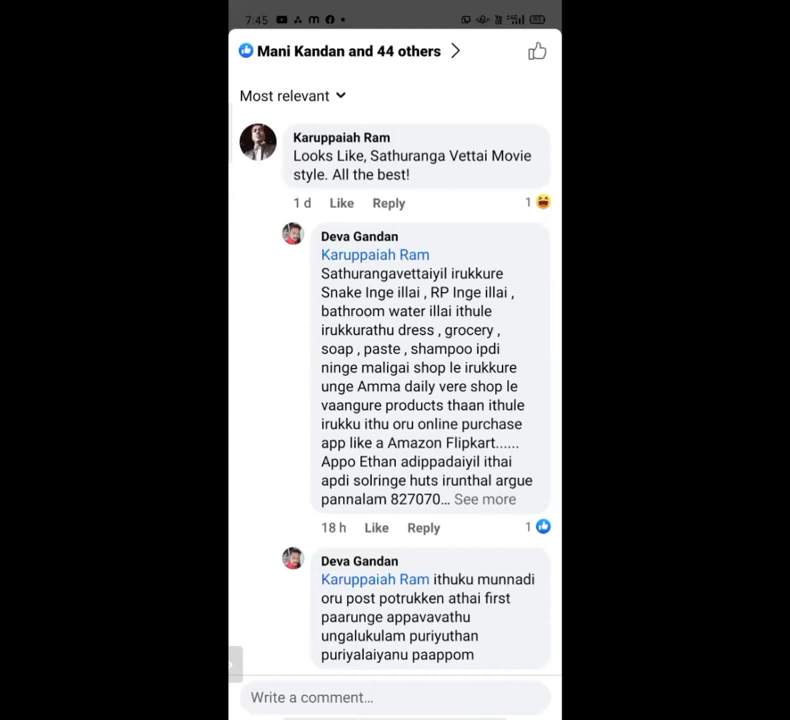 7:45
Mani Kandan and 44 others
Most relevant
Karuppaiah Ram
Looks Like, Sathuranga Vettai Movie
style. All the best!
1 d Like Reply 1
Deva Gandan
Karuppaiah Ram
Sathurangavettaiyil irukkure
Snake Inge illai , RP Inge illai ,
bathroom water illai ithule
irukkurathu dress , grocery ,
soap , paste , shampoo ipdi
ninge maligai shop le irukkure
unge Amma daily vere shop le
vaangure products thaan ithule
irukku ithu oru online purchase
app like a Amazon Flipkart......
Appo Ethan adippadaiyil ithai
apdi solringe huts irunthal argue
pannalam 827070... See more
18 h Like Reply 1
Deva Gandan
Karuppaiah Ram ithuku munnadi
oru post potrukken athai first
paarunge appavavathu
ungalukulam puriyuthan
puriyalaiyanu paappom
Write a comment...